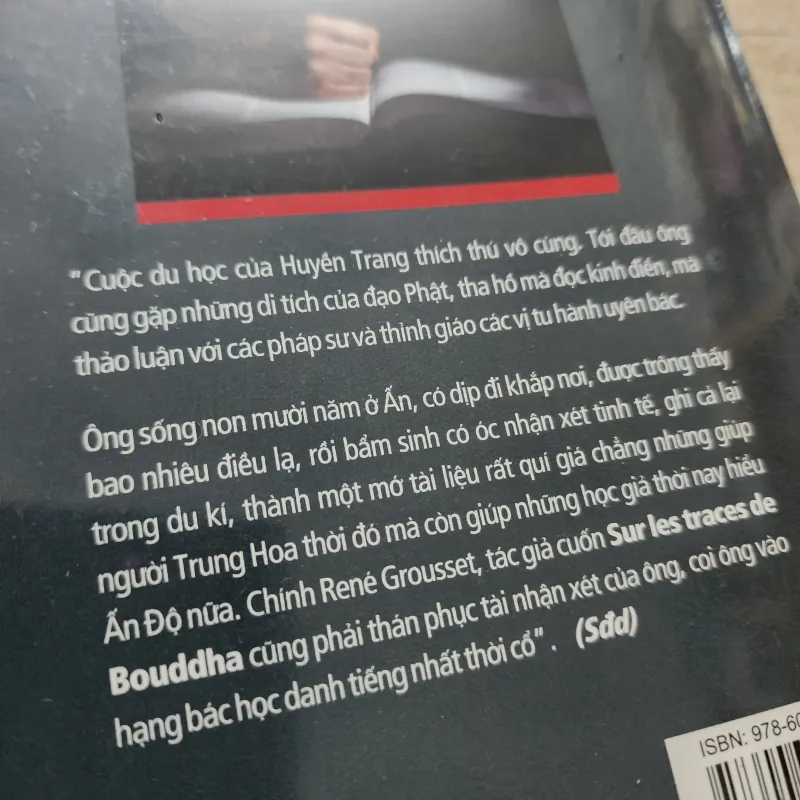 "Cuộc du học của Huyền Trang thích thú vô cùng. Tới đâu ông
cũng gặp những di tích của đạo Phật, tha hồ mà đọc kinh điển, mà
thảo luận với các pháp sư và thỉnh giáo các vị tu hành uyên bác.
Ông sống non mười năm ở Ấn, có dịp đi khắp nơi, được trông thấy
bao nhiêu điều lạ, rồi bẩm sinh có óc nhận xét tinh tế, ghi cả lại
trong du kí, thành một mớ tài liệu rất quí giá chẳng những giúp
người Trung Hoa thời đó mà còn giúp những học giả thời nay hiểu
Ấn Độ nữa. Chính René Grousset, tác giả cuốn Sur les traces de
Bouddha cũng phải thán phục tài nhận xét của ông, coi ông vào
hạng bác học danh tiếng nhất thời cổ". (Sđd)
ISBN: 978-60